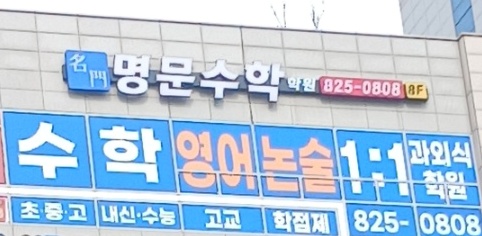 名門 명문수학 학원 825-0808 8F
수학 영어논술 1:1 과외식 학원
초·중·고 내신·수능 고교 학점제 825-0808